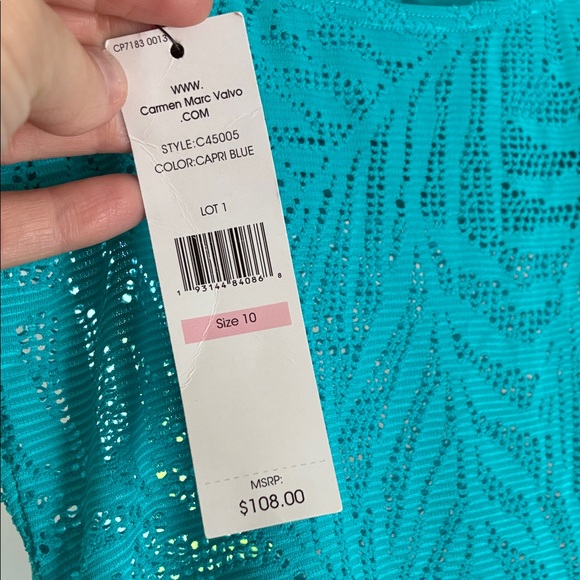 CP7183 0013
WWW.
Carmen Marc Valvo
.COM
STYLE:C45005
COLOR:CAPRI BLUE
LOT 1
1 93144 84086 8
Size 10
MSRP:
$108.00